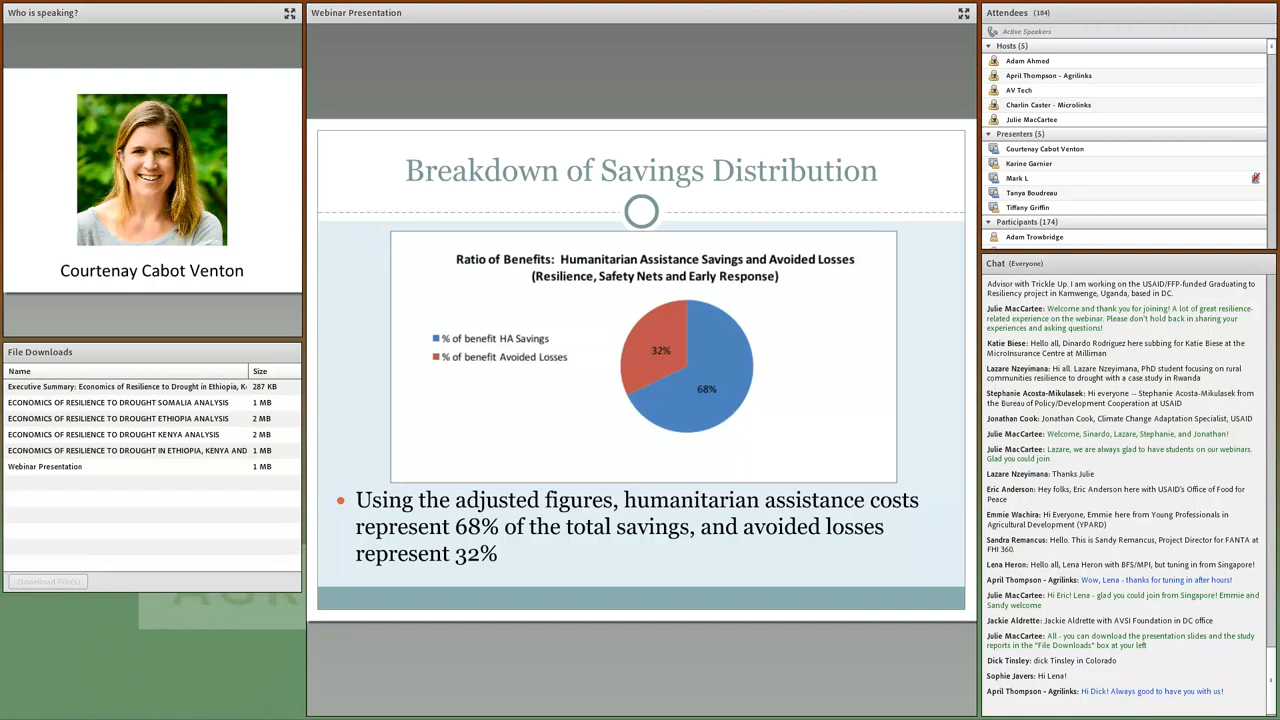 Who is speaking?
Courtenay Cabot Venton
File Downloads
Name Size
Executive Summary: Economics of Resilience to Drought in Ethiopia, K 287 KB
ECONOMICS OF RESILIENCE TO DROUGHT SOMALIA ANALYSIS 1 MB
ECONOMICS OF RESILIENCE TO DROUGHT ETHIOPIA ANALYSIS 2 MB
ECONOMICS OF RESILIENCE TO DROUGHT KENYA ANALYSIS 2 MB
ECONOMICS OF RESILIENCE TO DROUGHT IN ETHIOPIA, KENYA AND 1 MB
Webinar Presentation 1 MB
Download File(s)
AGR
Webinar Presentation
Breakdown of Savings Distribution
Ratio of Benefits: Humanitarian Assistance Savings and Avoided Losses
(Resilience, Safety Nets and Early Response)
% of benefit HA Savings
% of benefit Avoided Losses
32%
68%
Using the adjusted figures, humanitarian assistance costs
represent 68% of the total savings, and avoided losses
represent 32%
Attendees (184)
Active Speakers
Hosts (5)
Adam Ahmed
April Thompson - Agrilinks
AV Tech
Charlin Caster - Microlinks
Julie MacCartee
Presenters (5)
Courtenay Cabot Venton
Karine Garnier
Mark L
Tanya Boudreau
Tiffany Griffin
Participants (174)
Adam Trowbridge
Chat (Everyone)
Advisor with Trickle Up. I am working on the USAID/FFP-funded Graduating to
Resiliency project in Kamwenge, Uganda, based in DC.
Julie MacCartee: Welcome and thank you for joining! A lot of great resilience-
related experience on the webinar. Please don't hold back in sharing your
experiences and asking questions!
Katie Biese: Hello all, Dinardo Rodriguez here subbing for Katie Biese at the
MicroInsurance Centre at Milliman
Lazare Nzeyimana: Hi all. Lazare Nzeyimana, PhD student focusing on rural
communities resilience to drought with a case study in Rwanda
Stephanie Acosta-Mikulasek: Hi everyone -- Stephanie Acosta-Mikulasek from
the Bureau of Policy/Development Cooperation at USAID
Jonathan Cook: Jonathan Cook, Climate Change Adaptation Specialist, USAID
Julie MacCartee: Welcome, Sinardo, Lazare, Stephanie, and Jonathan!
Julie MacCartee: Lazare, we are always glad to have students on our webinars.
Glad you could join
Lazare Nzeyimana: Thanks Julie
Eric Anderson: Hey folks, Eric Anderson here with USAID's Office of Food for
Peace
Emmie Wachira: Hi Everyone, Emmie here from Young Professionals in
Agricultural Development (YPARD)
Sandra Remancus: Hello. This is Sandy Remancus, Project Director for FANTA at
FHI 360.
Lena Heron: Hello all, Lena Heron with BFS/MPI, but tuning in from Singapore!
April Thompson - Agrilinks: Wow, Lena - thanks for tuning in after hours!
Julie MacCartee: Hi Eric! Lena - glad you could join from Singapore! Emmie and
Sandy welcome
Jackie Aldrette: Jackie Aldrette with AVSI Foundation in DC office
Julie MacCartee: All - you can download the presentation slides and the study
reports in the "File Downloads" box at your left
Dick Tinsley: dick Tinsley in Colorado
Sophie Javers: Hi Lena!
April Thompson - Agrilinks: Hi Dick! Always good to have you with us!